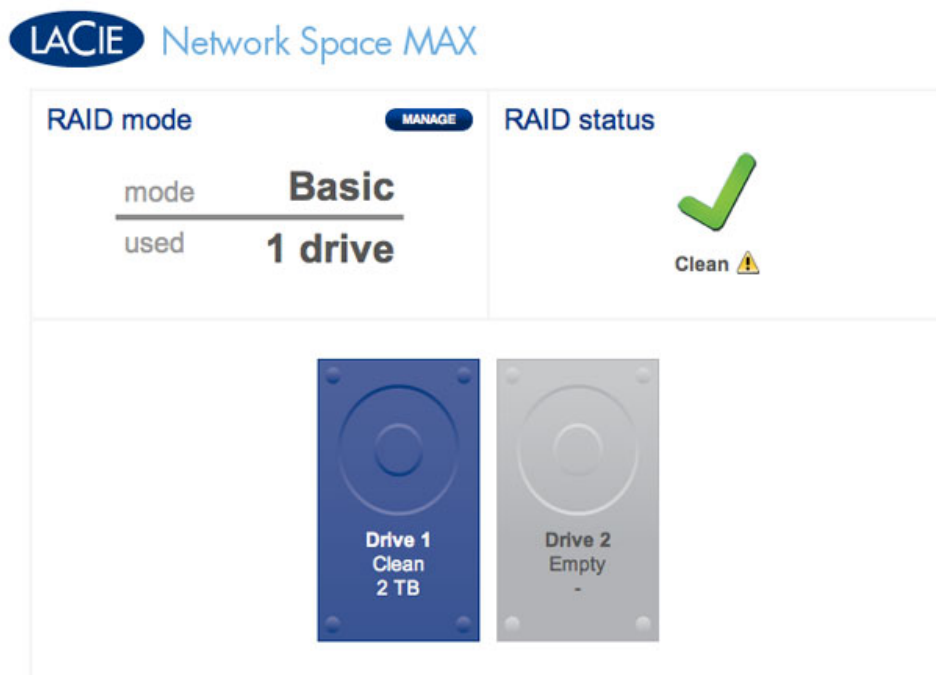 LACIE Network Space MAX
RAID mode
MANAGE
mode Basic
used 1 drive
RAID status
Clean
Drive 1
Clean
2 TB
Drive 2
Empty
-